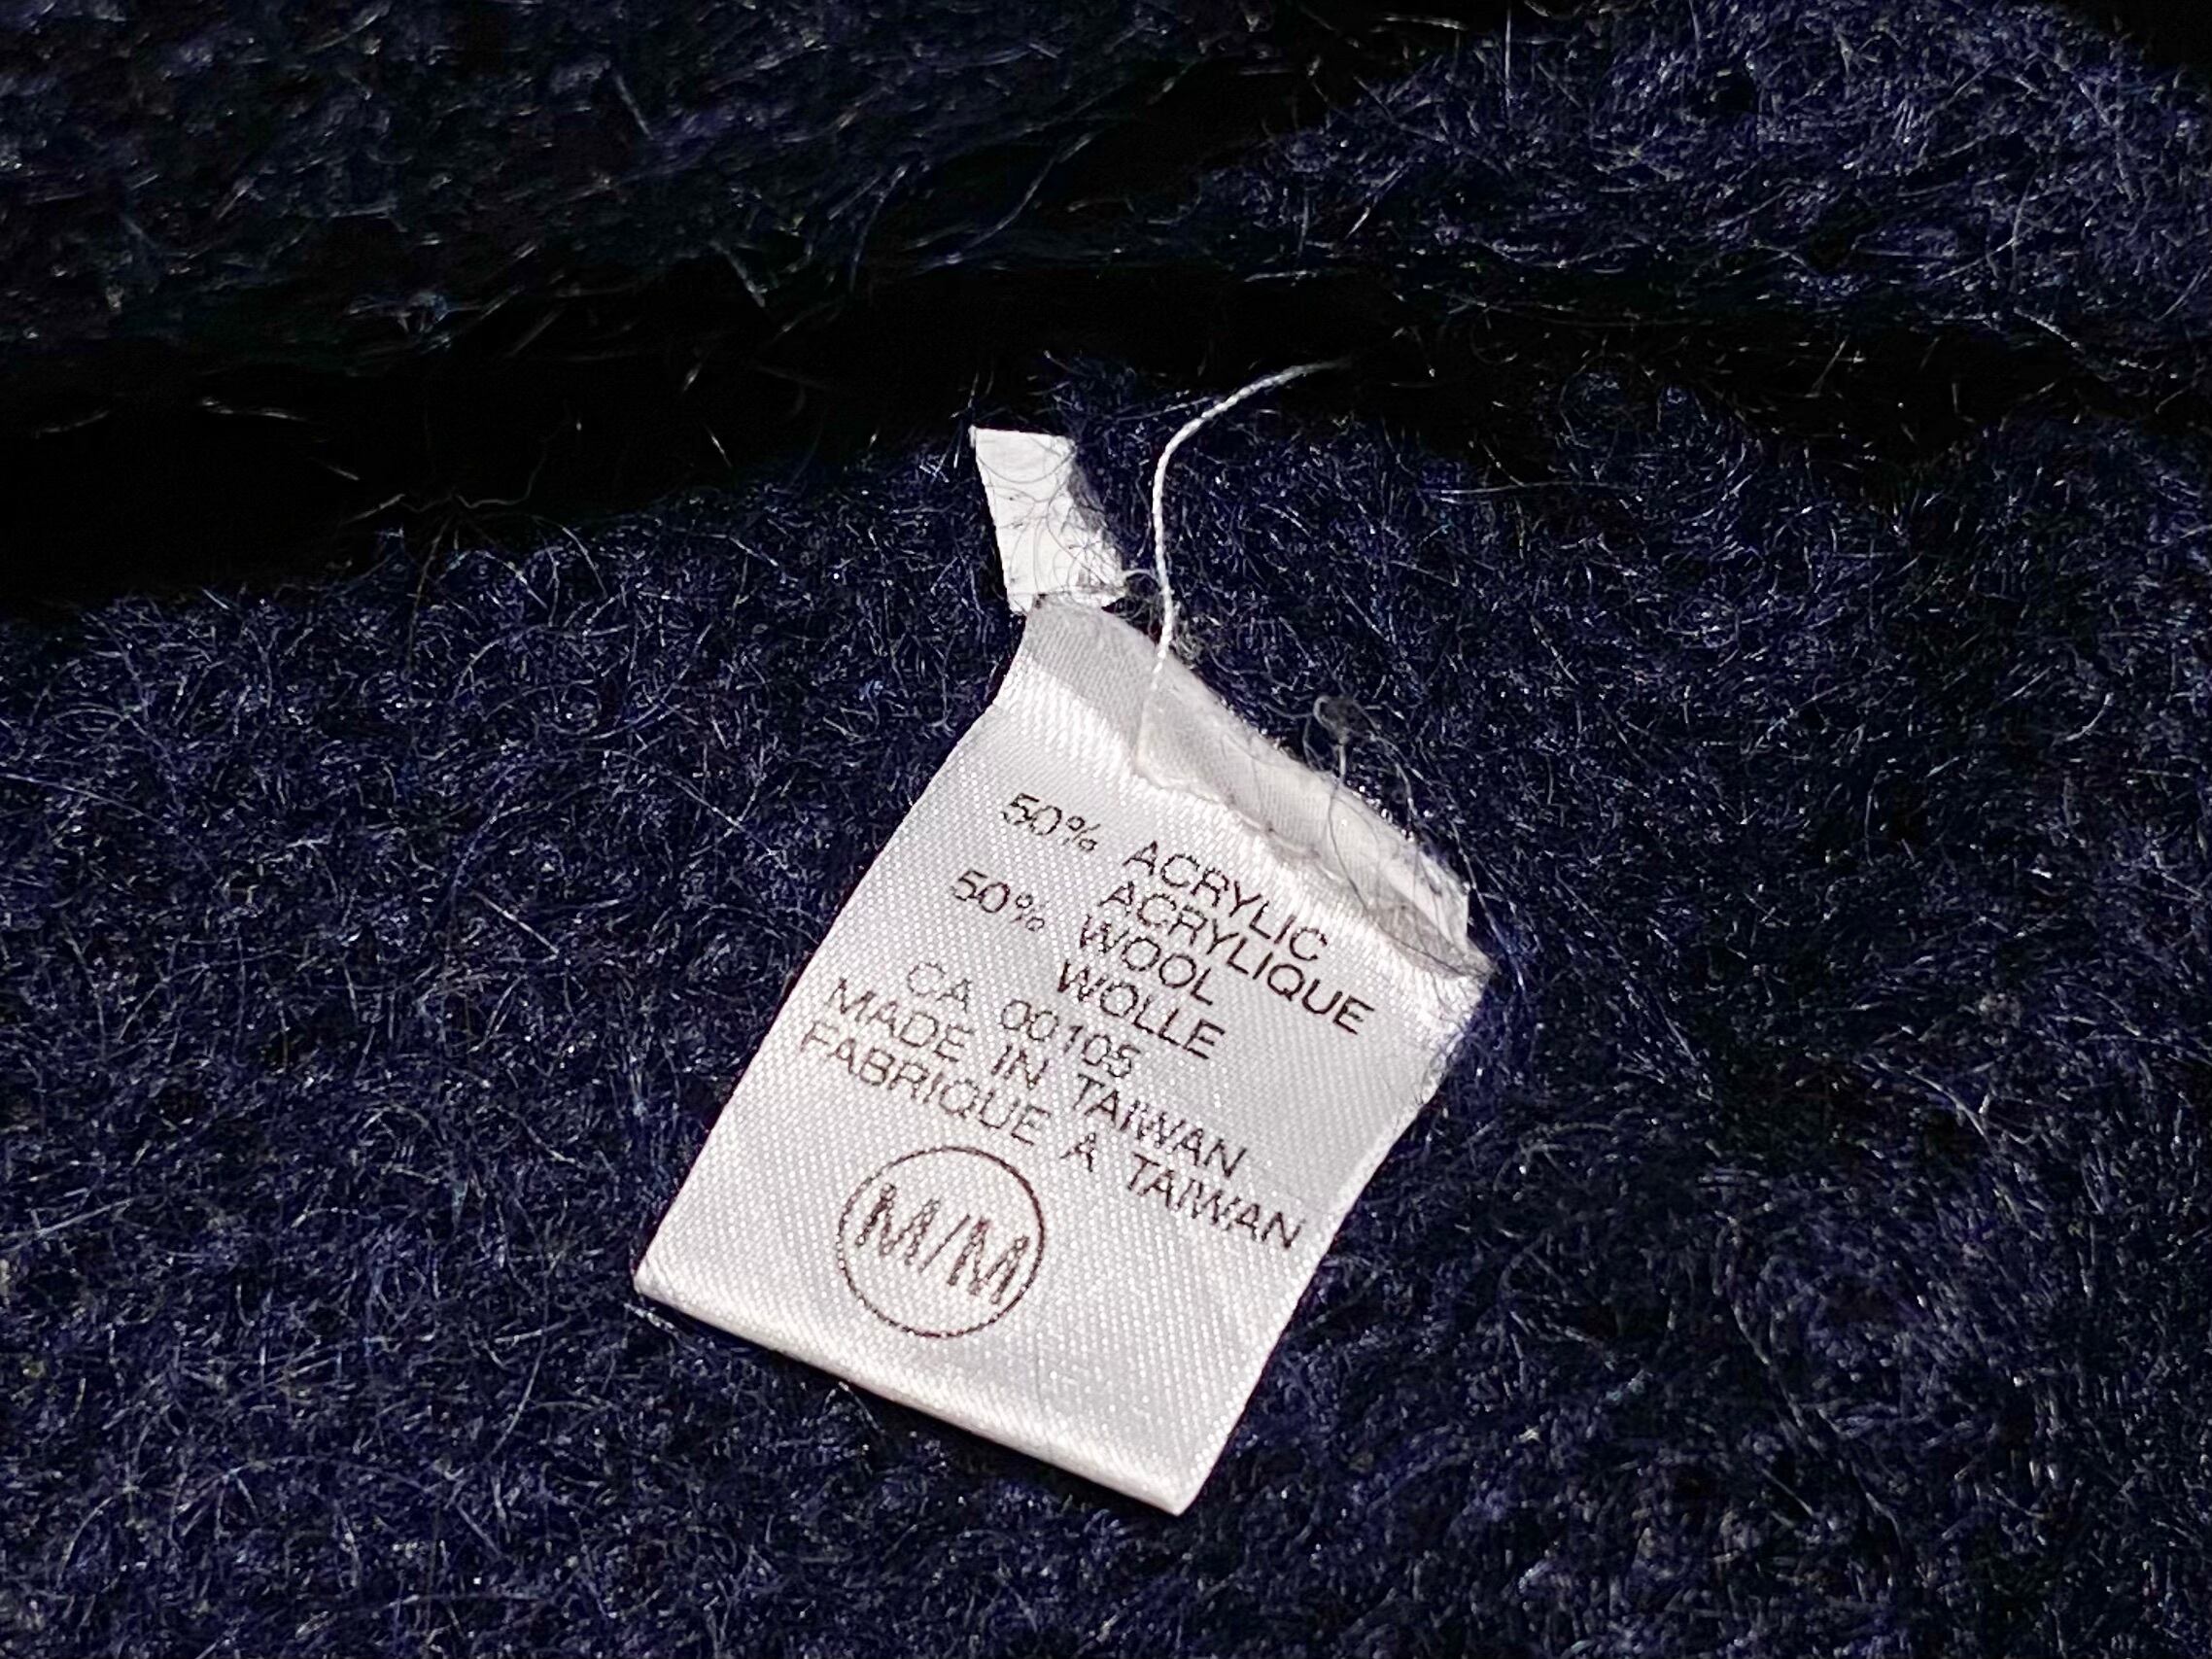 50% ACRYLIC
ACRYLIQUE
50% WOOL
WOLLE
CA 00105
MADE IN TAIWAN
FABRIQUE A TAIWAN
M/M